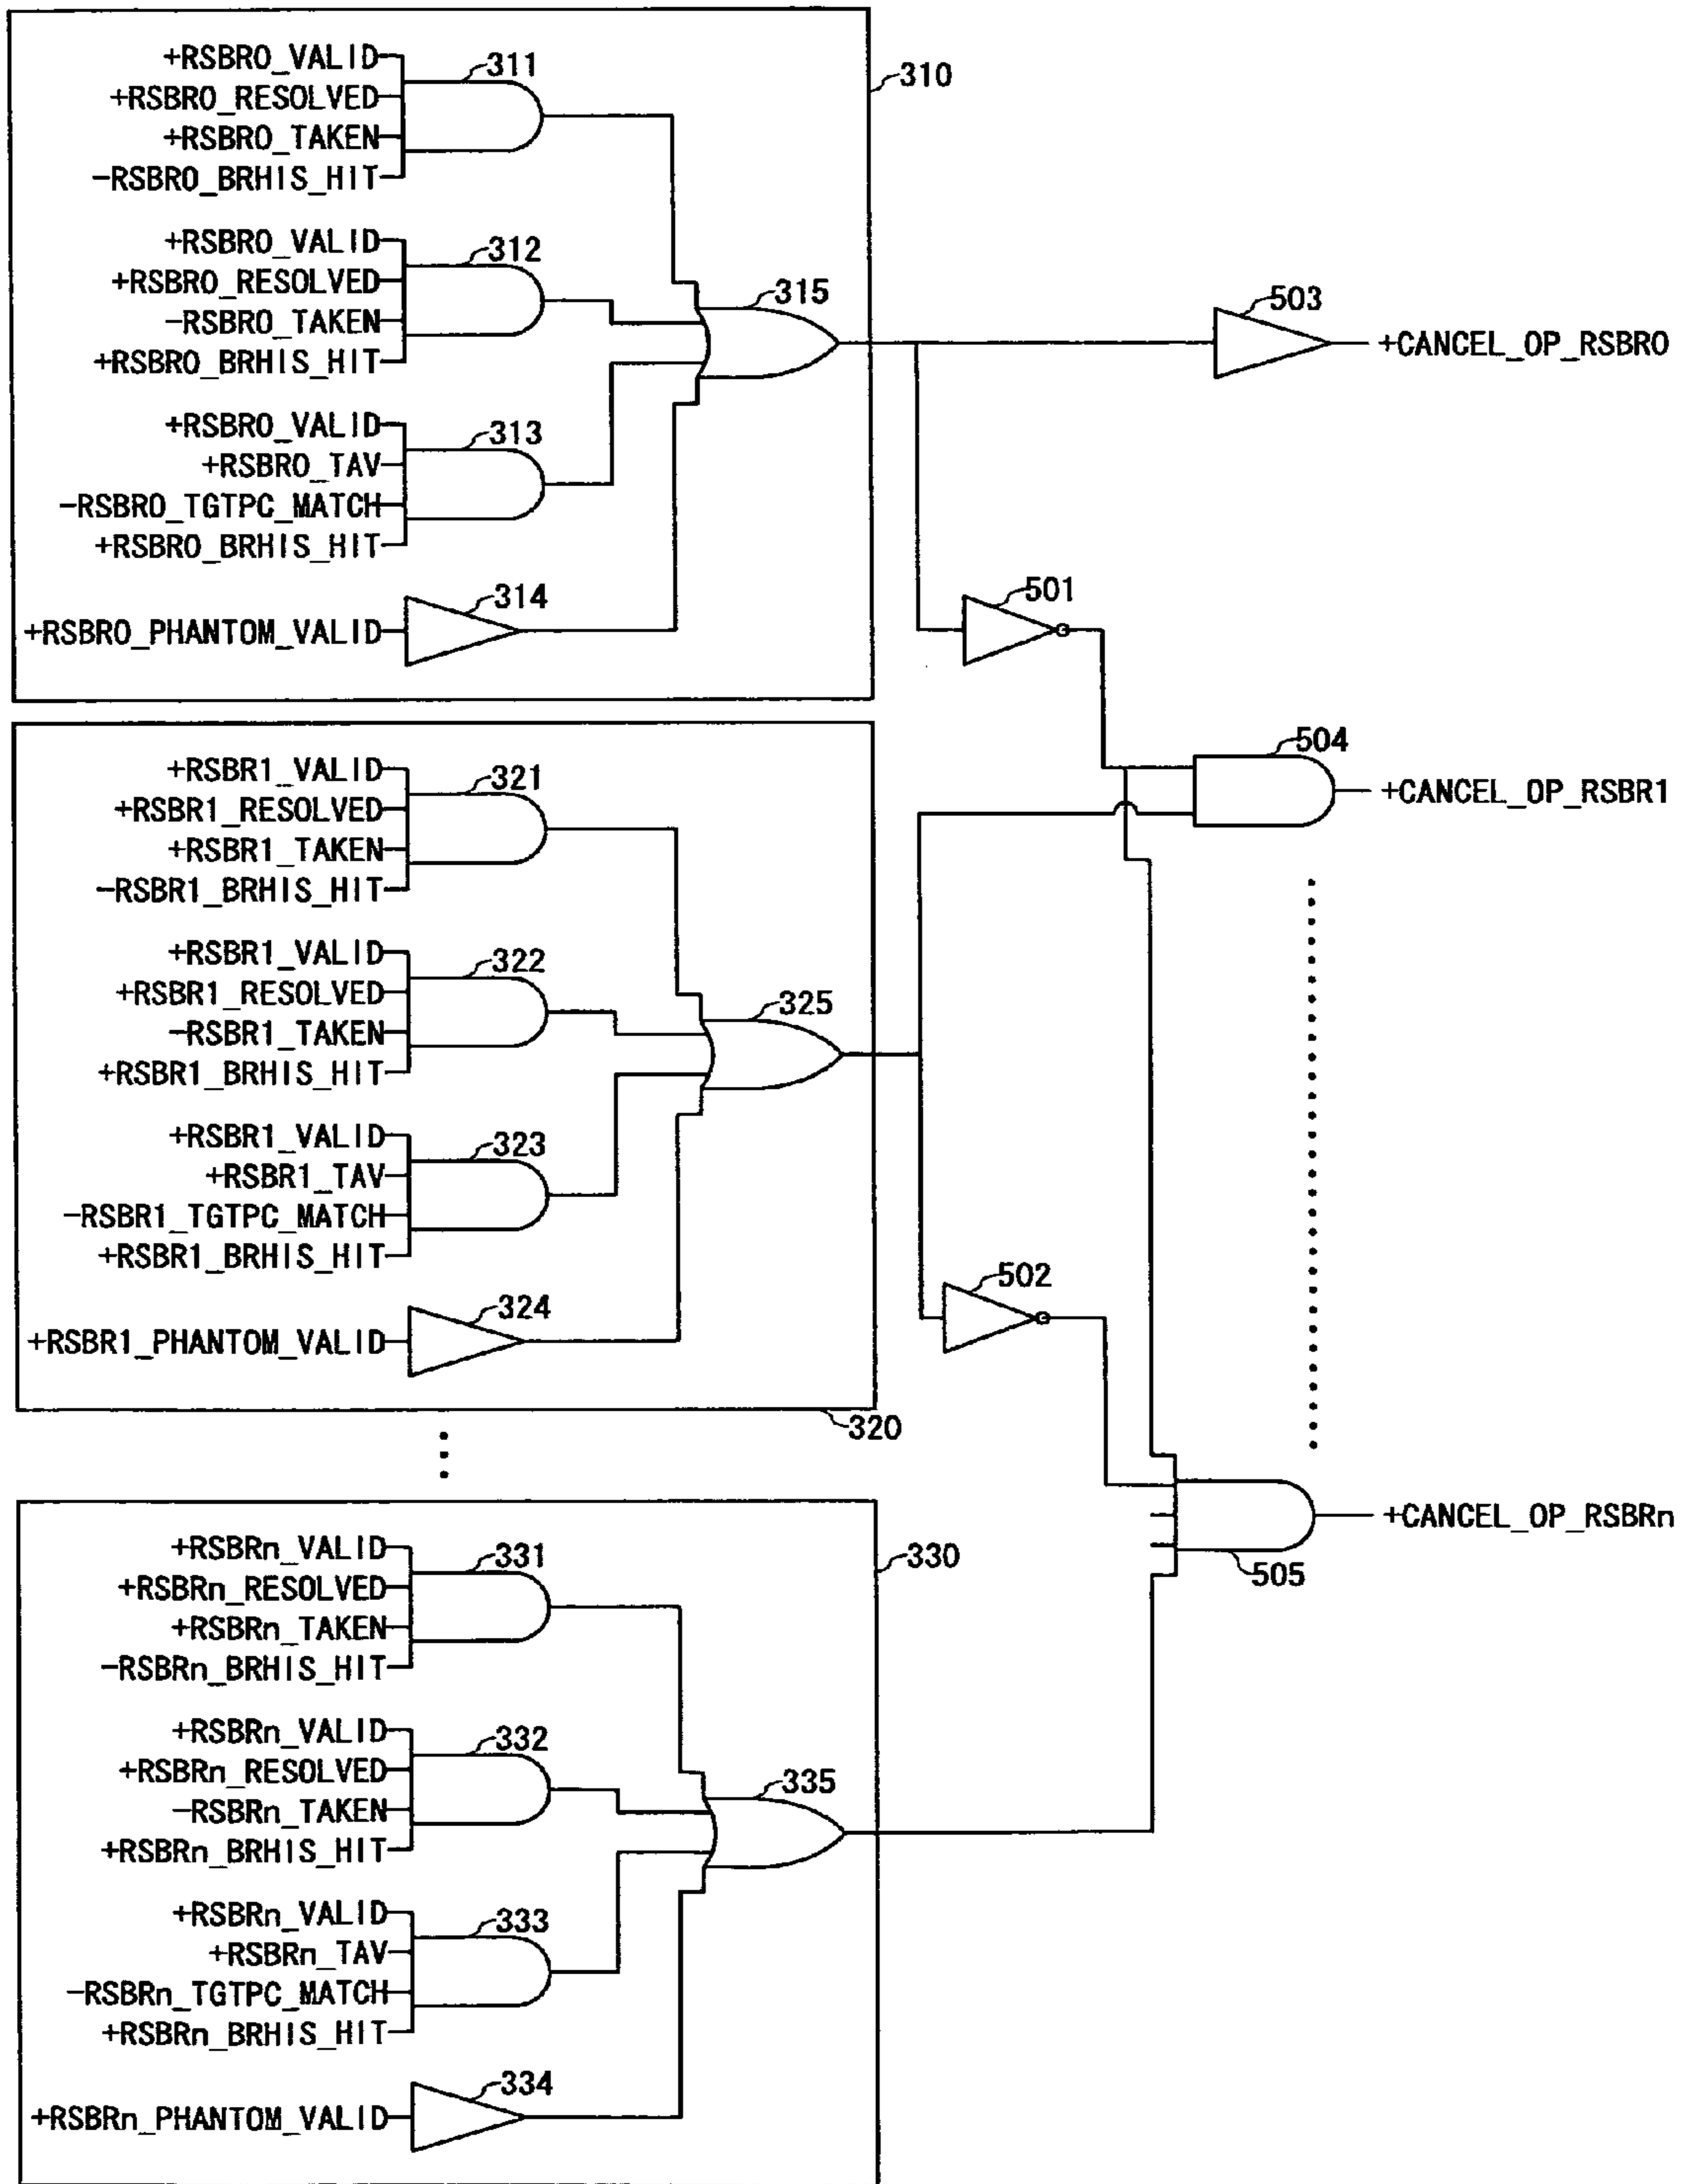 +RSBR0_VALID
+RSBR0_RESOLVED
+RSBR0_TAKEN
-RSBR0_BRHIS_HIT
311
310
+RSBR0_VALID
+RSBR0_RESOLVED
-RSBR0_TAKEN
+RSBR0_BRHIS_HIT
312
315
503
+CANCEL_OP_RSBR0
+RSBR0_VALID
+RSBR0_TAV
-RSBR0_TGTPC_MATCH
+RSBR0_BRHIS_HIT
313
+RSBR0_PHANTOM_VALID
314
501
504
+CANCEL_OP_RSBR1
+RSBR1_VALID
+RSBR1_RESOLVED
+RSBR1_TAKEN
-RSBR1_BRHIS_HIT
321
+RSBR1_VALID
+RSBR1_RESOLVED
-RSBR1_TAKEN
+RSBR1_BRHIS_HIT
322
325
+RSBR1_VALID
+RSBR1_TAV
-RSBR1_TGTPC_MATCH
+RSBR1_BRHIS_HIT
323
502
+RSBR1_PHANTOM_VALID
324
320
+RSBRn_VALID
+RSBRn_RESOLVED
+RSBRn_TAKEN
-RSBRn_BRHIS_HIT
331
330
+CANCEL_OP_RSBRn
505
+RSBRn_VALID
+RSBRn_RESOLVED
-RSBRn_TAKEN
+RSBRn_BRHIS_HIT
332
335
+RSBRn_VALID
+RSBRn_TAV
-RSBRn_TGTPC_MATCH
+RSBRn_BRHIS_HIT
333
+RSBRn_PHANTOM_VALID
334